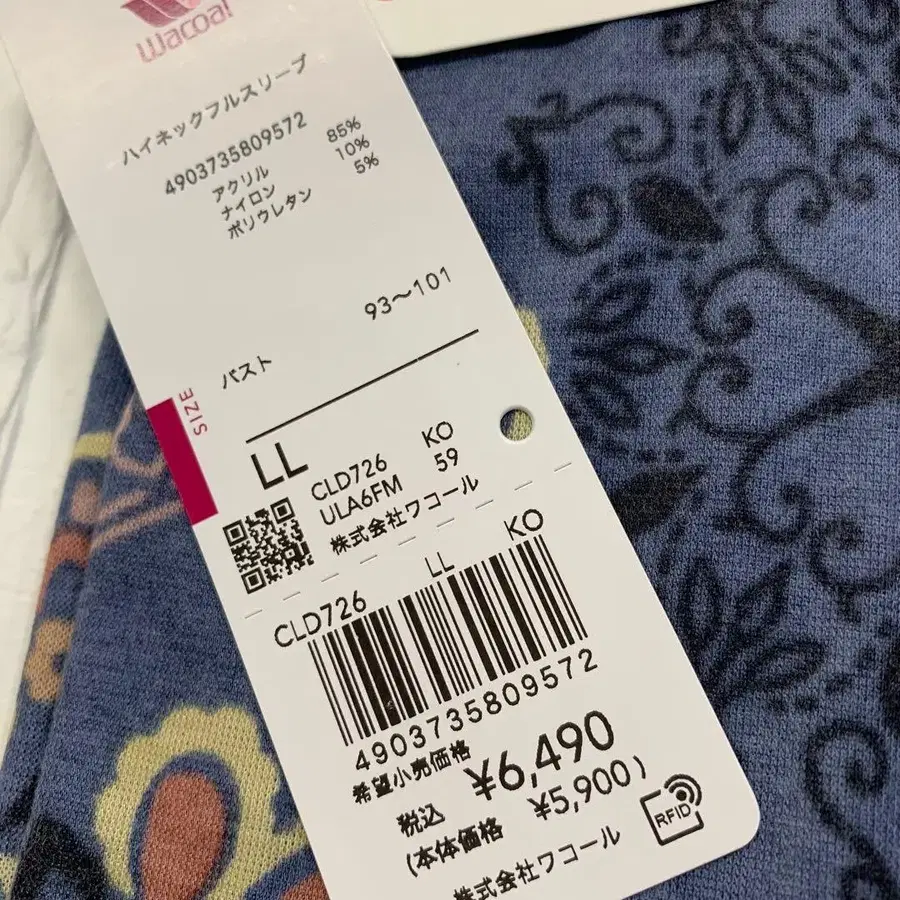 Wacoal
ハイネックフルスリーブ
4903735809572
アクリル 85%
ナイロン 10%
ポリウレタン 5%
バスト 93〜101
SIZE
LL
CLD726 KO
ULA6FM 59
株式会社ワコール
CLD726 LL KO
4903735809572
希望小売価格
税込 ¥6,490
(本体価格 ¥5,900)
株式会社ワコール
RFID